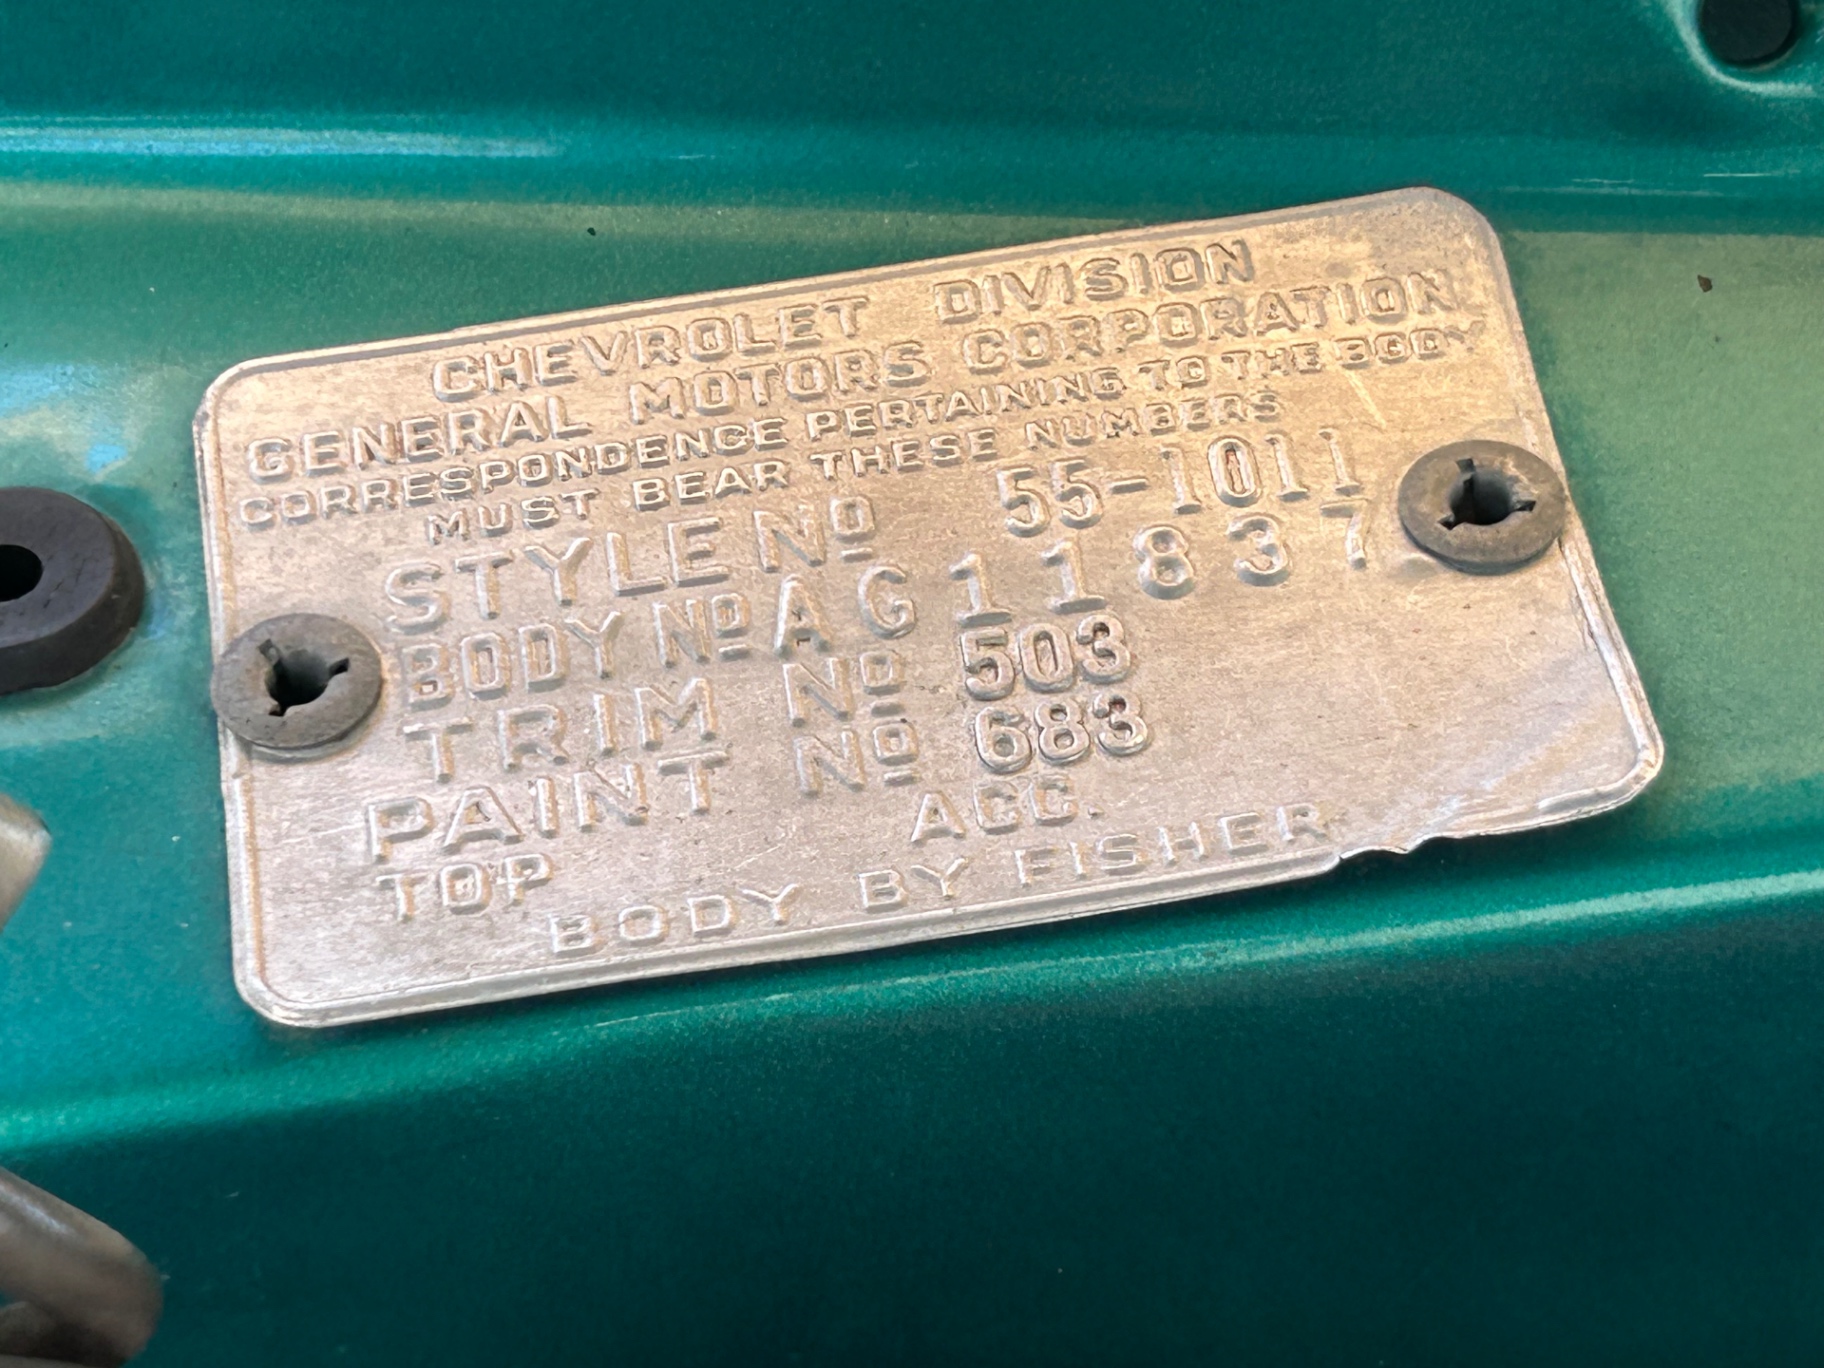 CHEVROLET DIVISION
GENERAL MOTORS CORPORATION
CORRESPONDENCE PERTAINING TO THE BODY
MUST BEAR THESE NUMBERS
STYLE No 55-1011
BODY No AG11837
TRIM No 503
PAINT No 683
TOP ACC.
BODY BY FISHER